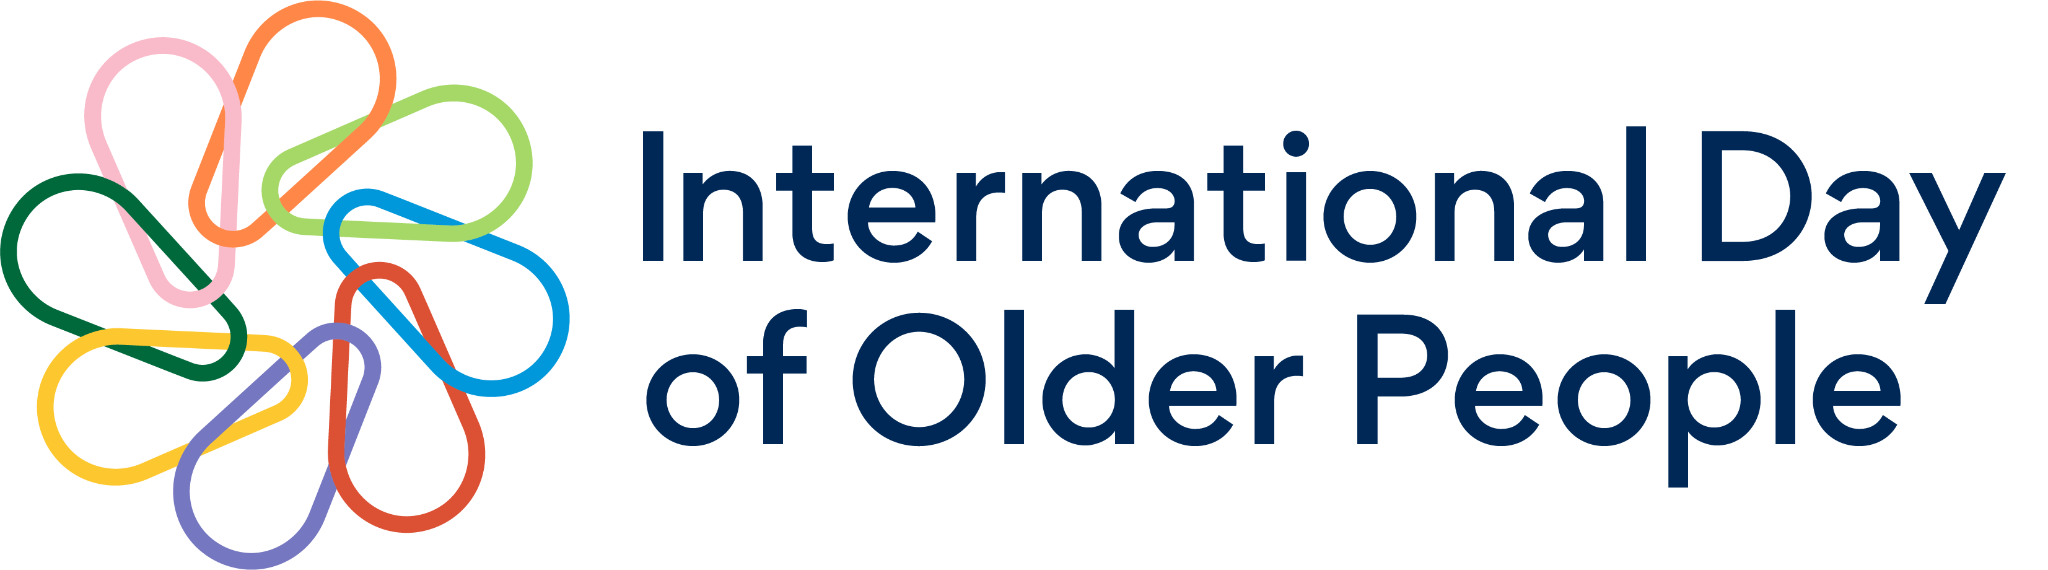 International Day
of Older People